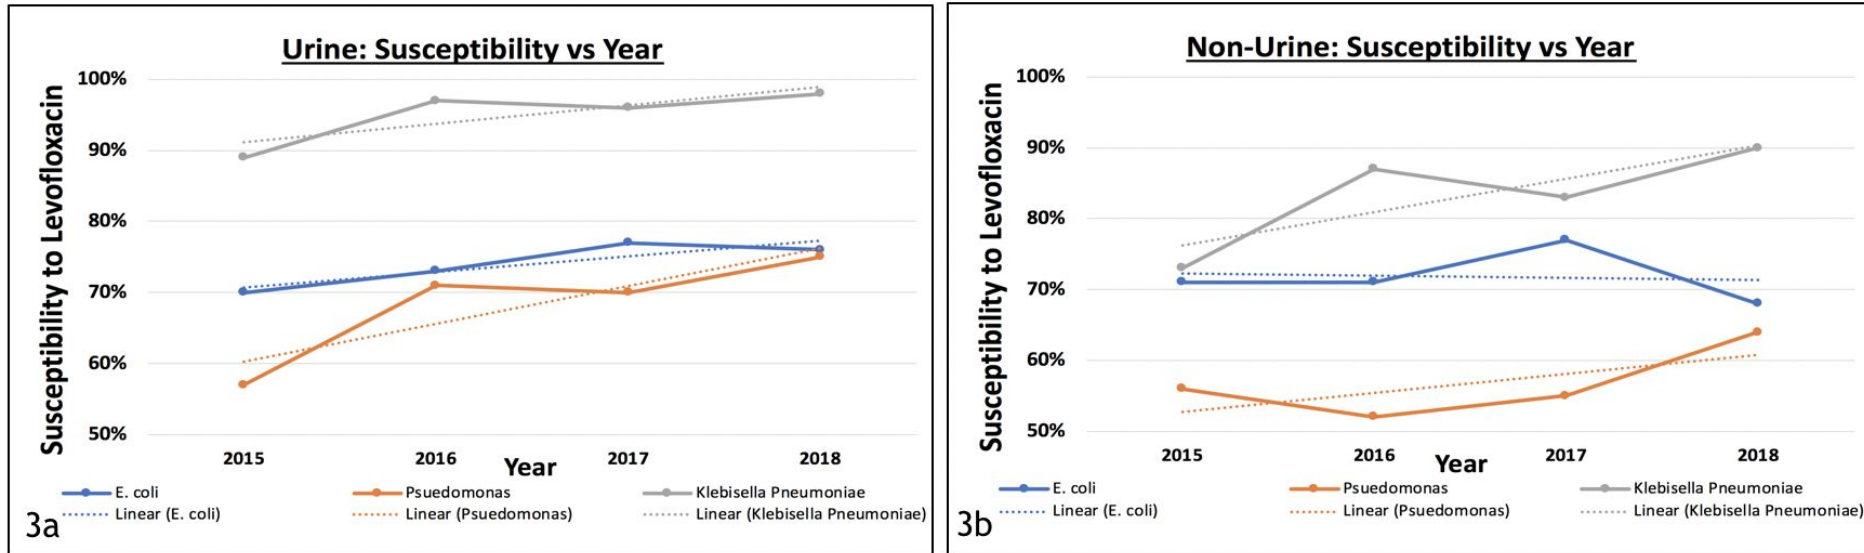 Urine: Susceptibility vs Year
Susceptibility to Levofloxacin
100%
90%
80%
70%
60%
50%
2015 2016 2017 2018
Year
E. coli Psuedomonas Klebisella Pneumoniae
Linear (E. coli) Linear (Psuedomonas) Linear (Klebisella Pneumoniae)
3a
Non-Urine: Susceptibility vs Year
Susceptibility to Levofloxacin
100%
90%
80%
70%
60%
50%
2015 2016 2017 2018
Year
E. coli Psuedomonas Klebisella Pneumoniae
Linear (E. coli) Linear (Psuedomonas) Linear (Klebisella Pneumoniae)
3b